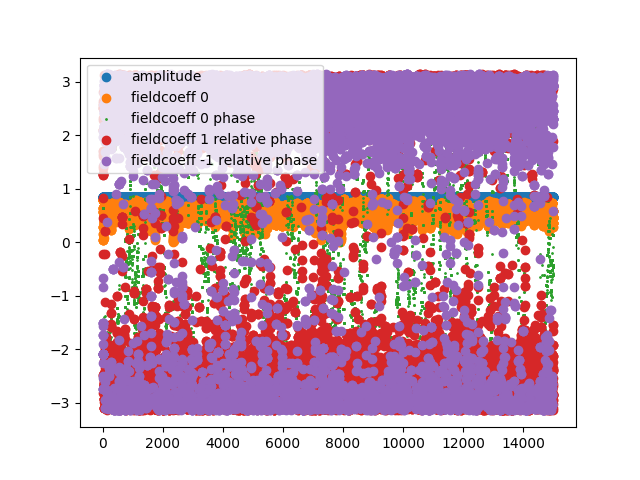 amplitude
fieldcoeff 0
fieldcoeff 0 phase
fieldcoeff 1 relative phase
fieldcoeff -1 relative phase
3
2
1
0
−1
−2
−3
0 2000 4000 6000 8000 10000 12000 14000